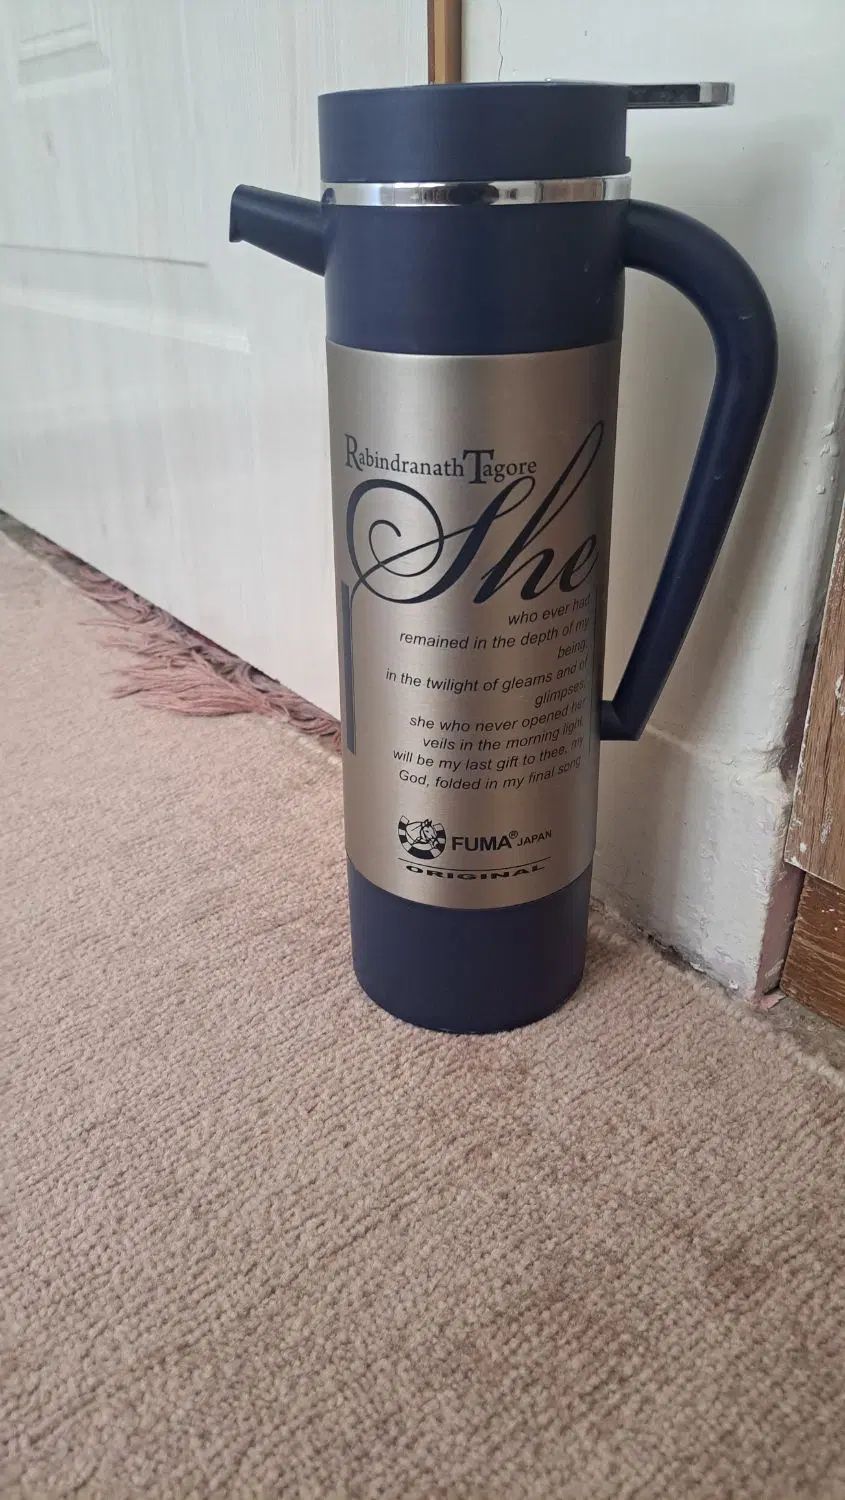 Rabindranath Tagore
She
who ever had
remained in the depth of my
being,
in the twilight of gleams and of
glimpses;
she who never opened her
veils in the morning light,
will be my last gift to thee, my
God, folded in my final song
FUMA® JAPAN
ORIGINAL